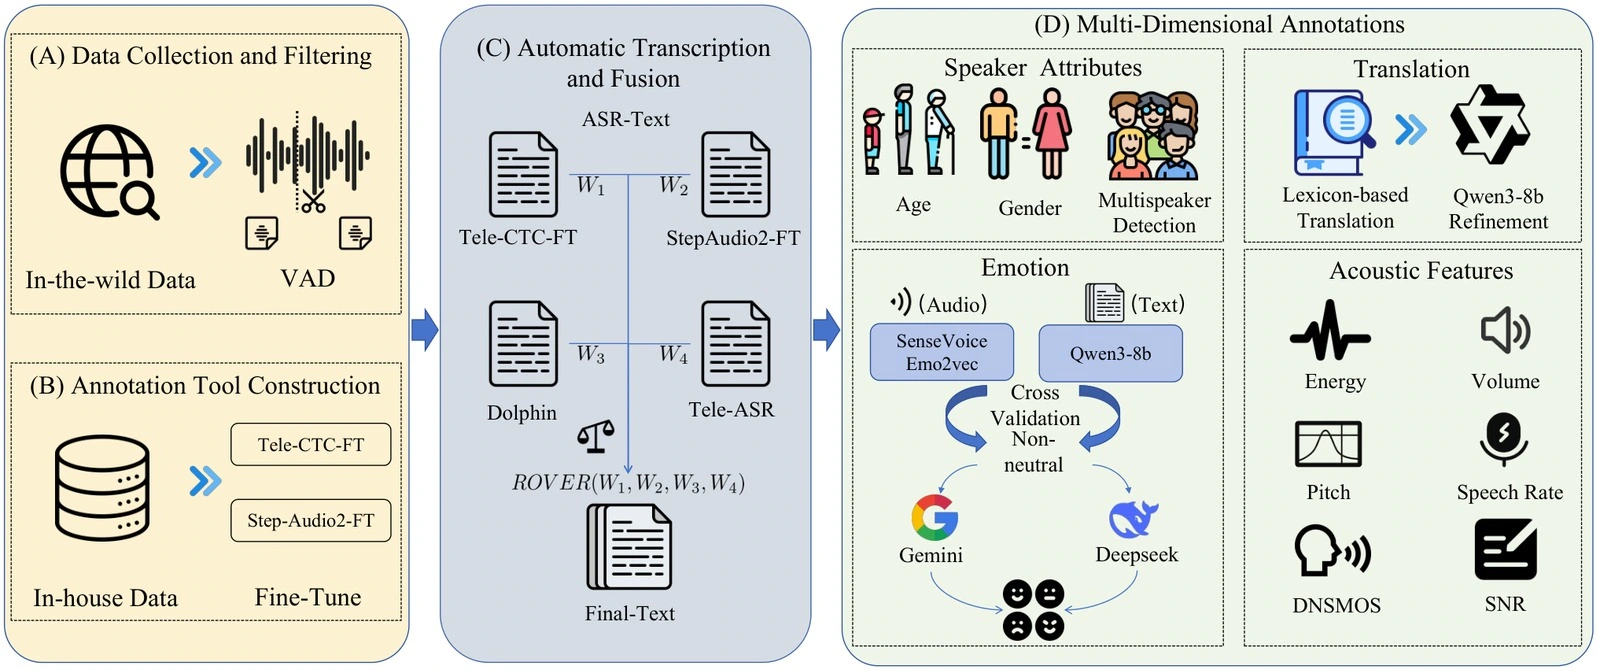 (A) Data Collection and Filtering
In-the-wild Data
VAD
(B) Annotation Tool Construction
Tele-CTC-FT
Step-Audio2-FT
In-house Data
Fine-Tune
(C) Automatic Transcription
and Fusion
ASR-Text
W1
W2
Tele-CTC-FT
StepAudio2-FT
W3
W4
Dolphin
Tele-ASR
ROVER(W1, W2, W3, W4)
Final-Text
(D) Multi-Dimensional Annotations
Speaker Attributes
Age
Gender
Multispeaker
Detection
Translation
Lexicon-based
Translation
Qwen3-8b
Refinement
Emotion
(Audio)
(Text)
SenseVoice
Emo2vec
Qwen3-8b
Cross
Validation
Non-
neutral
Gemini
Deepseek
Acoustic Features
Energy
Volume
Pitch
Speech Rate
DNSMOS
SNR